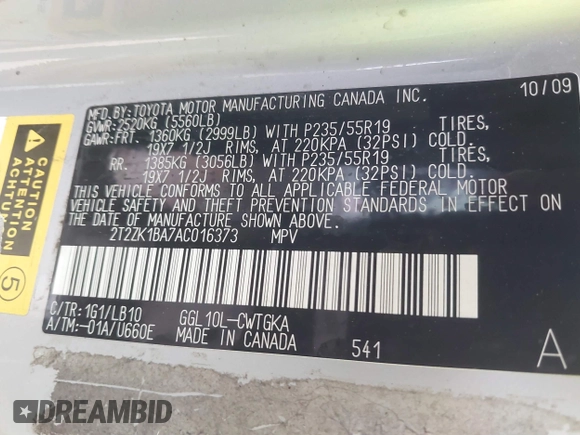 MFD. BY: TOYOTA MOTOR MANUFACTURING CANADA INC. 10/09
GVWR: 2520KG (5560LB)
GAWR: FRT. 1360KG (2999LB) WITH P235/55R19 TIRES,
19X7 1/2J RIMS, AT 220KPA (32PSI) COLD.
RR. 1385KG (3056LB) WITH P235/55R19 TIRES,
19X7 1/2J RIMS, AT 220KPA (32PSI) COLD.
THIS VEHICLE CONFORMS TO ALL APPLICABLE FEDERAL MOTOR
VEHICLE SAFETY AND THEFT PREVENTION STANDARDS IN EFFECT ON
THE DATE OF MANUFACTURE SHOWN ABOVE.
2T2ZK1BA7AC016373 MPV
C/TR: 1G1/LB10 GGL10L-CWTGKA
A/TM:-01A/U660E MADE IN CANADA 541 A
CAUTION
ATTENTION
ACHTUNG
5
DREAMBID